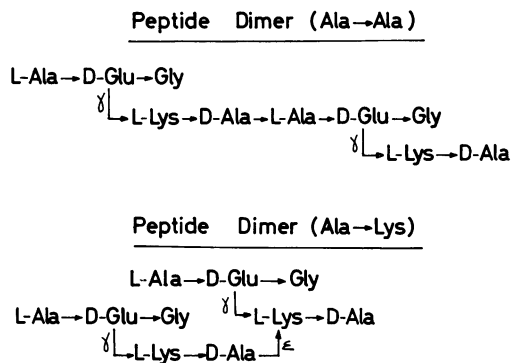 Peptide Dimer (Ala→Ala)
L-Ala→D-Glu→Gly
γ L-Lys→D-Ala→L-Ala→D-Glu→Gly
γ L-Lys→D-Ala
Peptide Dimer (Ala→Lys)
L-Ala→D-Glu→Gly
L-Ala→D-Glu→Gly γ L-Lys→D-Ala
γ L-Lys→D-Ala ε